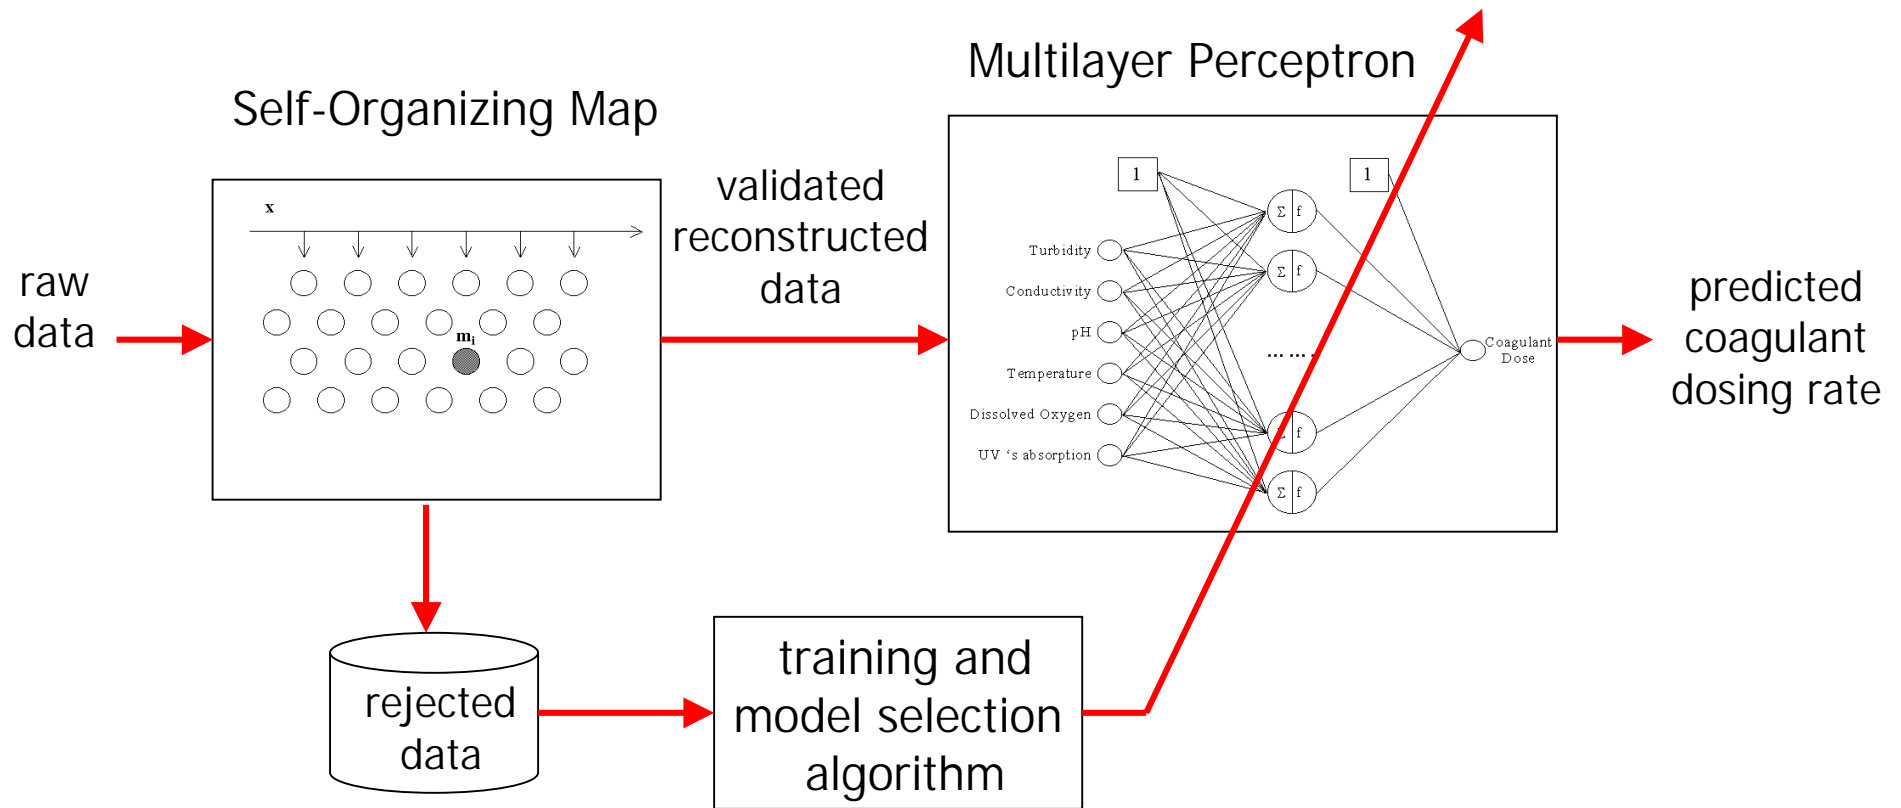 Multilayer Perceptron
Self-Organizing Map
raw
data
x
m_i
validated
reconstructed
data
1
1
Σ f
Σ f
Turbidity
Conductivity
pH
Temperature
Dissolved Oxygen
UV ‘s absorption
... ...
Σ f
Σ f
Coagulant
Dose
predicted
coagulant
dosing rate
rejected
data
training and
model selection
algorithm